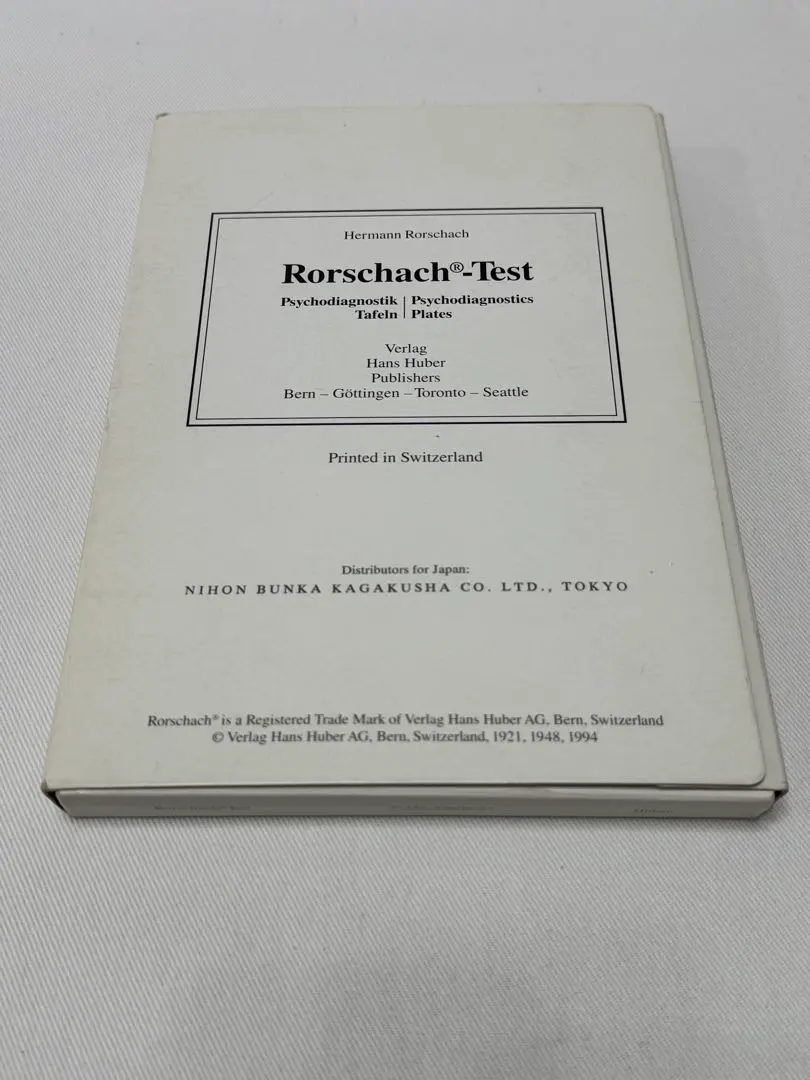 Hermann Rorschach
Rorschach®-Test
Psychodiagnostik | Psychodiagnostics
Tafeln | Plates
Verlag
Hans Huber
Publishers
Bern – Göttingen – Toronto – Seattle
Printed in Switzerland
Distributors for Japan:
NIHON BUNKA KAGAKUSHA CO. LTD., TOKYO
Rorschach® is a Registered Trade Mark of Verlag Hans Huber AG, Bern, Switzerland
© Verlag Hans Huber AG, Bern, Switzerland, 1921, 1948, 1994